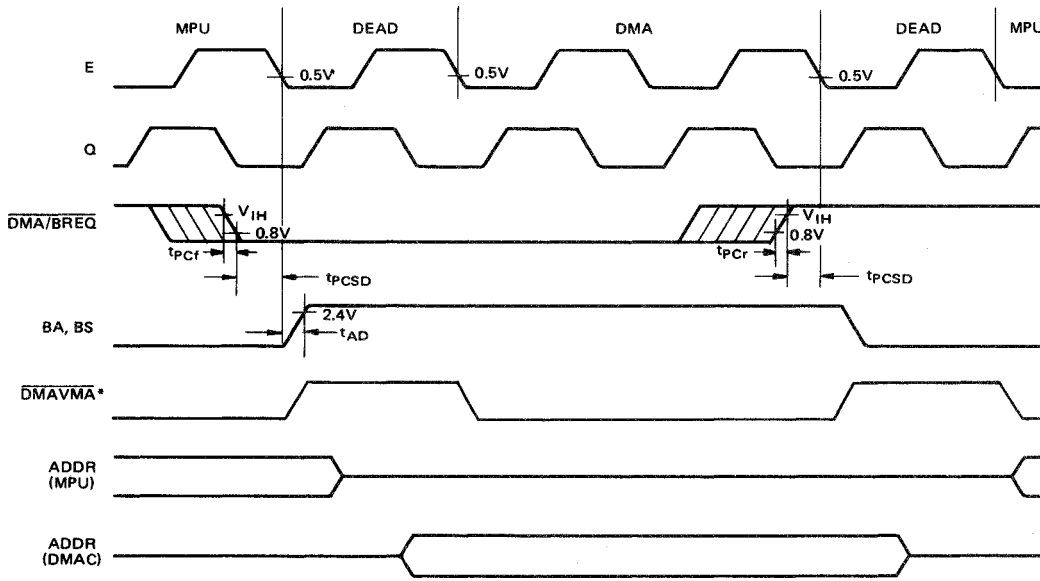 MPU DEAD DMA DEAD MPU
E 0.5V 0.5V 0.5V
Q
DMA/BREQ VIH VIH
0.8V 0.8V
tPCf tPCr
tPCSD tPCSD
BA, BS 2.4V
tAD
DMAVMA*
ADDR
(MPU)
ADDR
(DMAC)